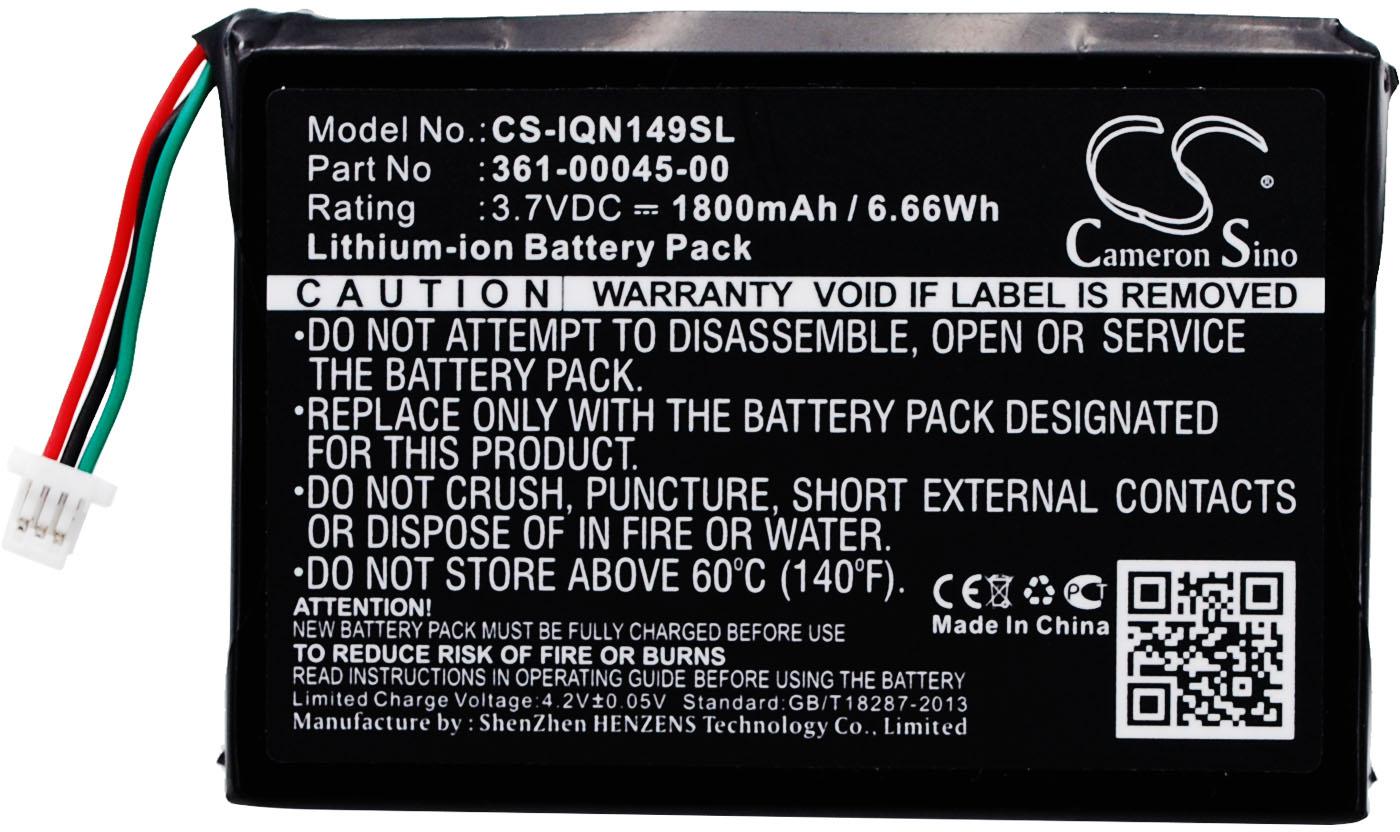 Model No.: CS-IQN149SL
Part No : 361-00045-00
Rating : 3.7VDC ⎓ 1800mAh / 6.66Wh
Lithium-ion Battery Pack
CS ®
Cameron Sino
CAUTION WARRANTY VOID IF LABEL IS REMOVED
•DO NOT ATTEMPT TO DISASSEMBLE, OPEN OR SERVICE
THE BATTERY PACK.
•REPLACE ONLY WITH THE BATTERY PACK DESIGNATED
FOR THIS PRODUCT.
•DO NOT CRUSH, PUNCTURE, SHORT EXTERNAL CONTACTS
OR DISPOSE OF IN FIRE OR WATER.
•DO NOT STORE ABOVE 60°C (140°F).
CE PCT
Made In China
ATTENTION!
NEW BATTERY PACK MUST BE FULLY CHARGED BEFORE USE
TO REDUCE RISK OF FIRE OR BURNS
READ INSTRUCTIONS IN OPERATING GUIDE BEFORE USING THE BATTERY
Limited Charge Voltage:4.2V±0.05V Standard:GB/T18287-2013
Manufacture by : ShenZhen HENZENS Technology Co., Limited